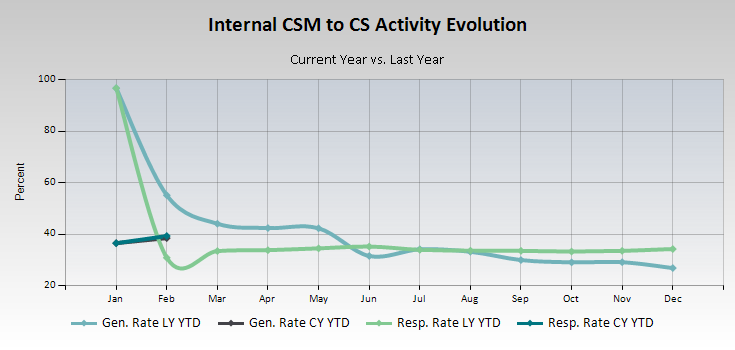 Internal CSM to CS Activity Evolution
Current Year vs. Last Year
Percent
100
80
60
40
20
Jan Feb Mar Apr May Jun Jul Aug Sep Oct Nov Dec
Gen. Rate LY YTD Gen. Rate CY YTD Resp. Rate LY YTD Resp. Rate CY YTD